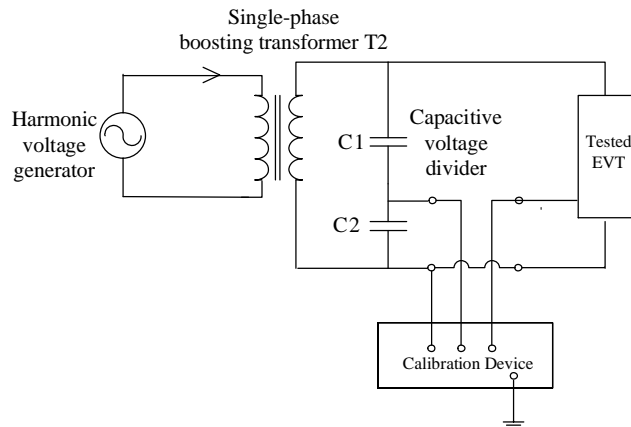 Single-phase
boosting transformer T2
Harmonic
voltage
generator
C1
Capacitive
voltage
divider
C2
Tested
EVT
Calibration Device